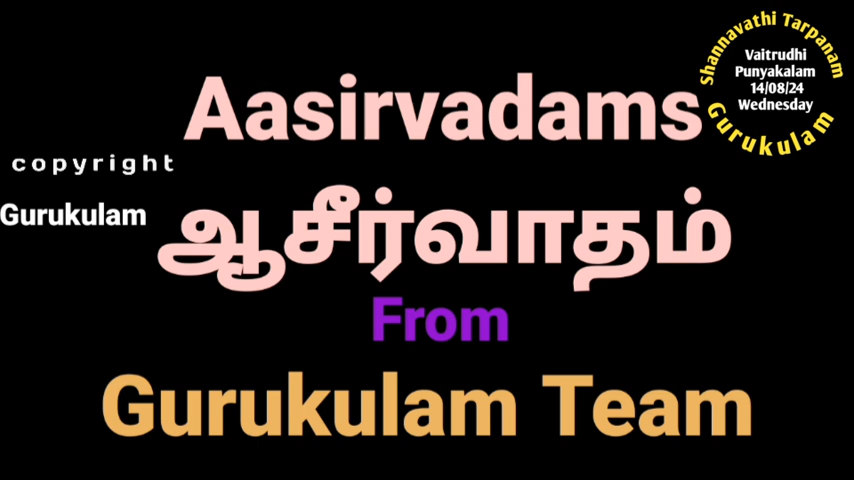 Shannavathi Tarpanam
Vaitrudhi
Punyakalam
14/08/24
Wednesday
Gurukulam
Aasirvadams
copyright
Gurukulam
ஆசீர்வாதம்
From
Gurukulam Team